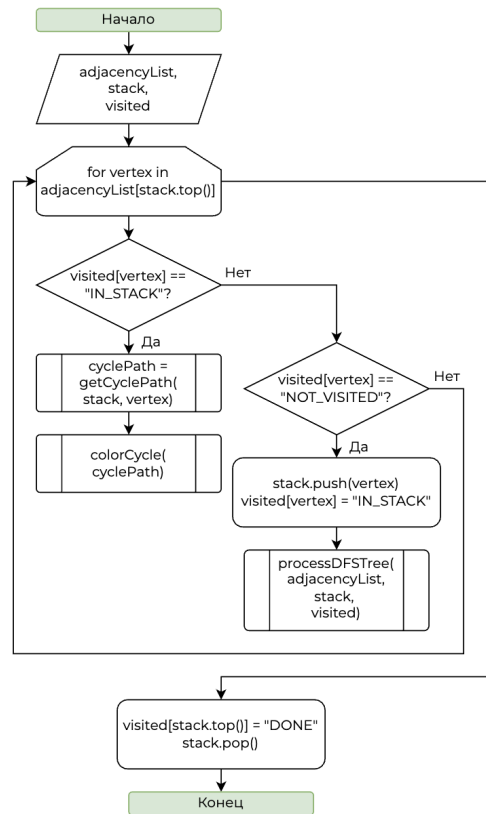 Начало
adjacencyList,
stack,
visited
for vertex in
adjacencyList[stack.top()]
visited[vertex] ==
"IN_STACK"?
Нет
Да
cyclePath =
getCyclePath(
stack, vertex)
colorCycle(
cyclePath)
visited[vertex] ==
"NOT_VISITED"?
Нет
Да
stack.push(vertex)
visited[vertex] = "IN_STACK"
processDFSTree(
adjacencyList,
stack,
visited)
visited[stack.top()] = "DONE"
stack.pop()
Конец